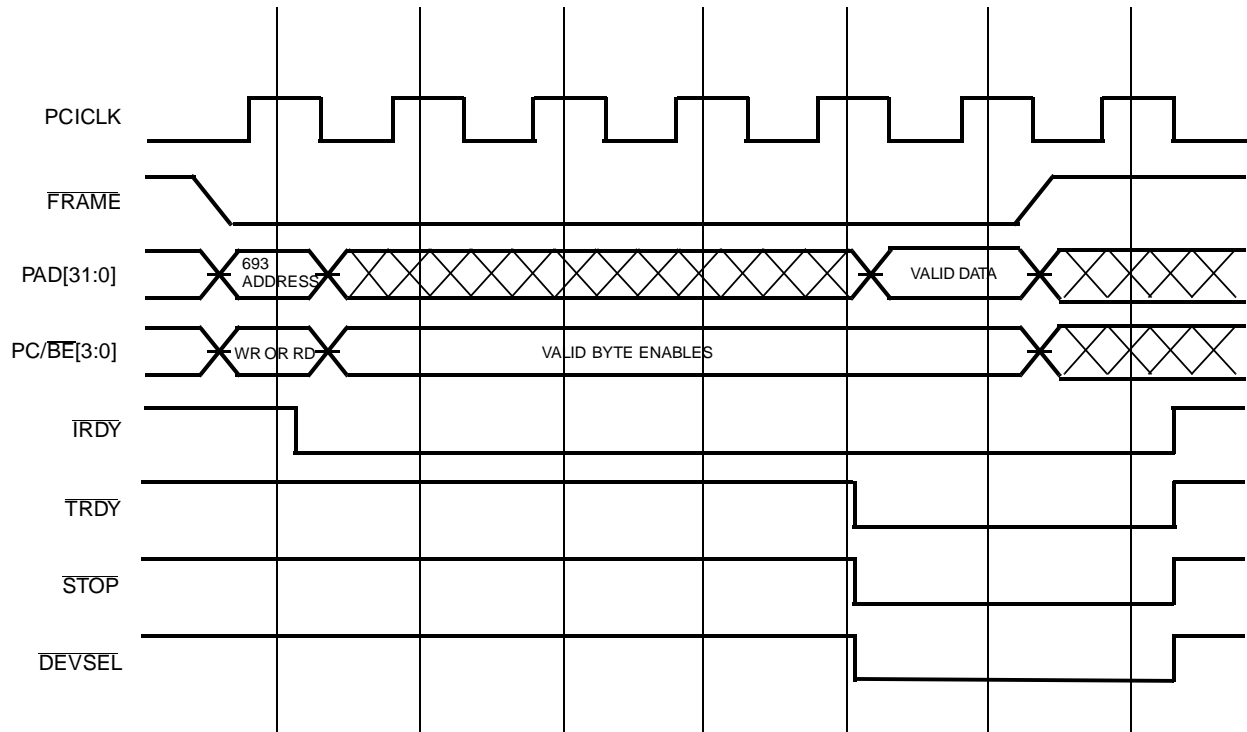 PCICLK
FRAME
PAD[31:0]
693
ADDRESS
VALID DATA
PC/BE[3:0]
WR OR RD
VALID BYTE ENABLES
IRDY
TRDY
STOP
DEVSEL